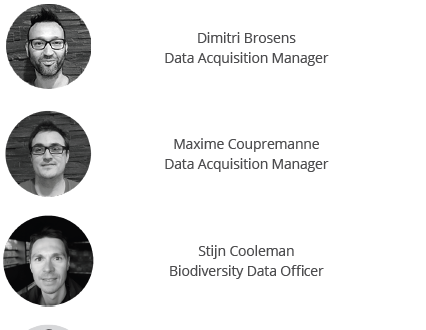 Dimitri Brosens
Data Acquisition Manager
Maxime Coupremanne
Data Acquisition Manager
Stijn Cooleman
Biodiversity Data Officer